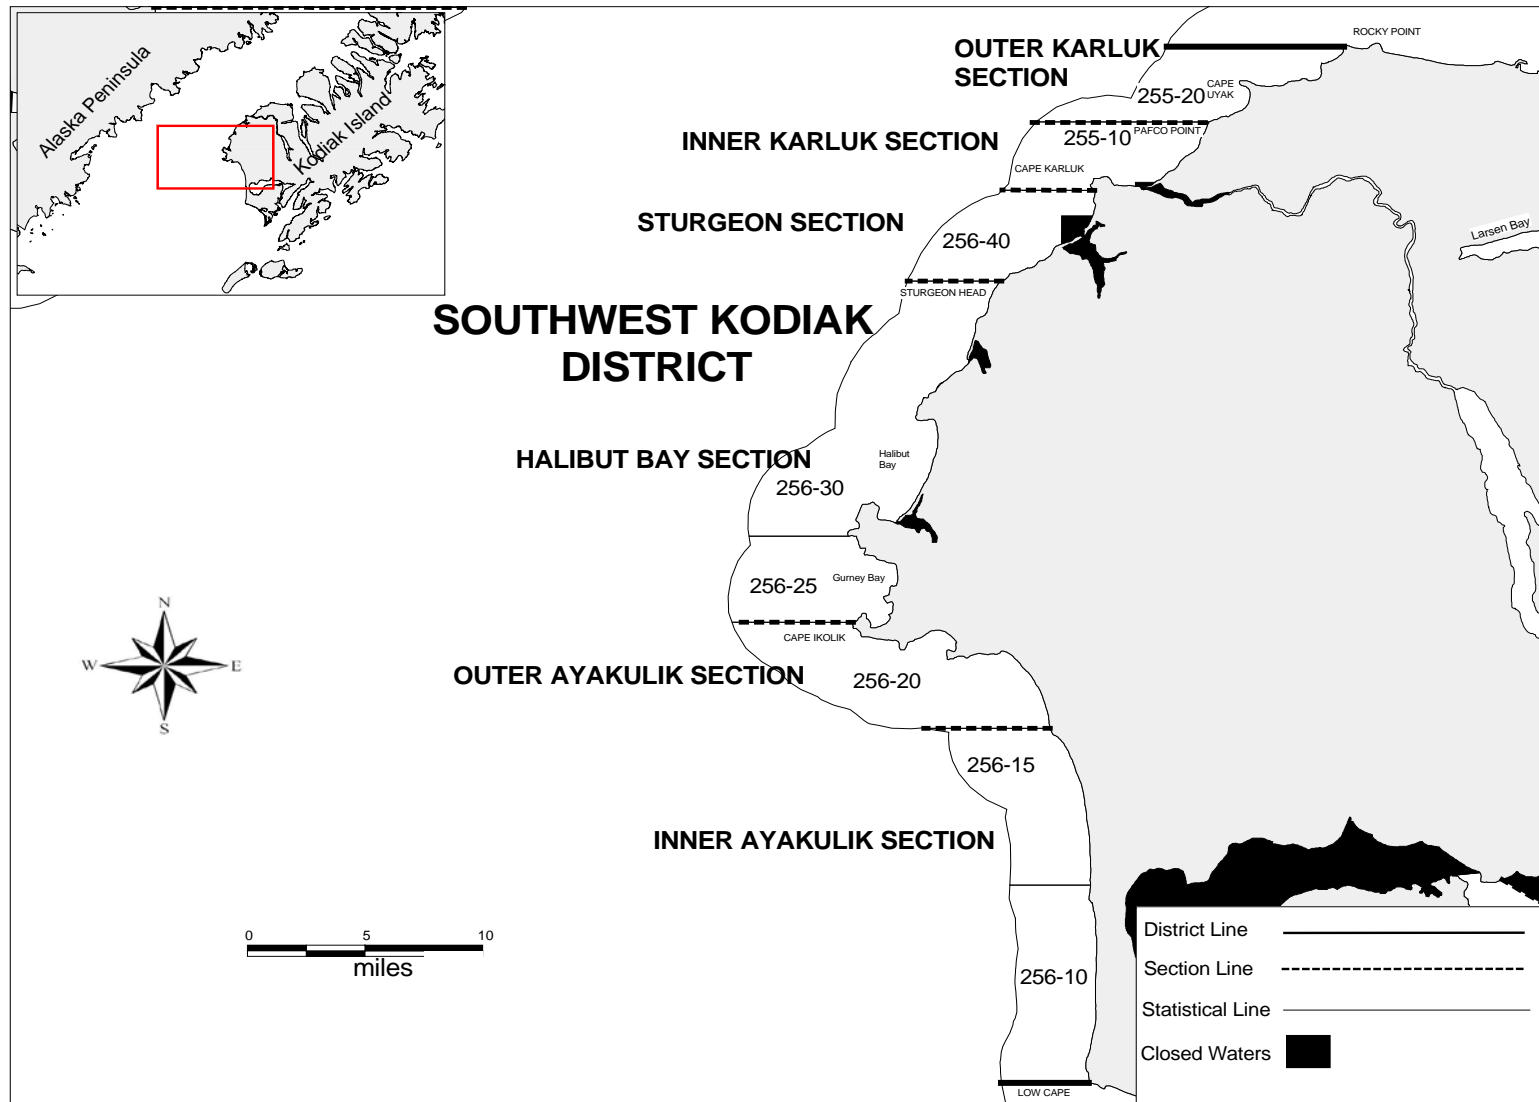 Alaska Peninsula
Kodiak Island
ROCKY POINT
OUTER KARLUK
SECTION
255-20
CAPE
UYAK
INNER KARLUK SECTION
255-10
PAFCO POINT
CAPE KARLUK
STURGEON SECTION
256-40
Larsen Bay
STURGEON HEAD
SOUTHWEST KODIAK
DISTRICT
HALIBUT BAY SECTION
Halibut
Bay
256-30
256-25
Gurney Bay
CAPE IKOLIK
OUTER AYAKULIK SECTION
256-20
N
W
E
S
256-15
INNER AYAKULIK SECTION
0 5 10
miles
256-10
LOW CAPE
District Line
Section Line
Statistical Line
Closed Waters